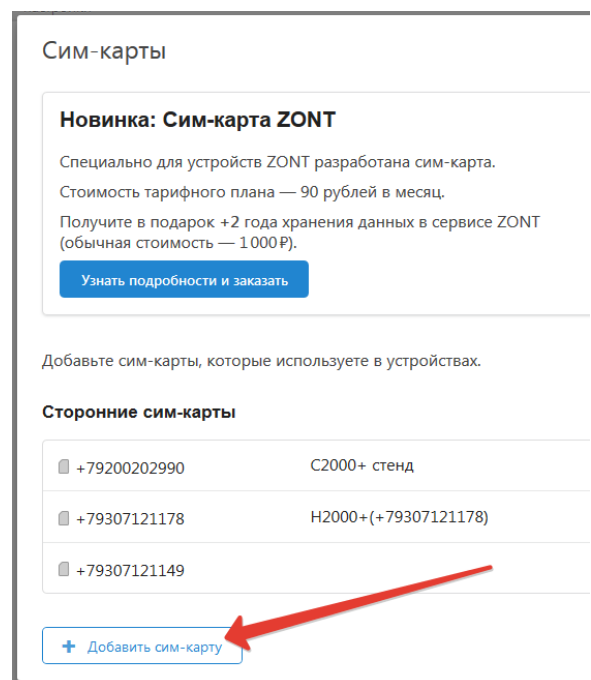 Сим-карты
Новинка: Сим-карта ZONT
Специально для устройств ZONT разработана сим-карта.
Стоимость тарифного плана — 90 рублей в месяц.
Получите в подарок +2 года хранения данных в сервисе ZONT
(обычная стоимость — 1 000 ₽).
Узнать подробности и заказать
Добавьте сим-карты, которые используете в устройствах.
Сторонние сим-карты
+79200202990 С2000+ стенд
+79307121178 H2000+(+79307121178)
+79307121149
+ Добавить сим-карту